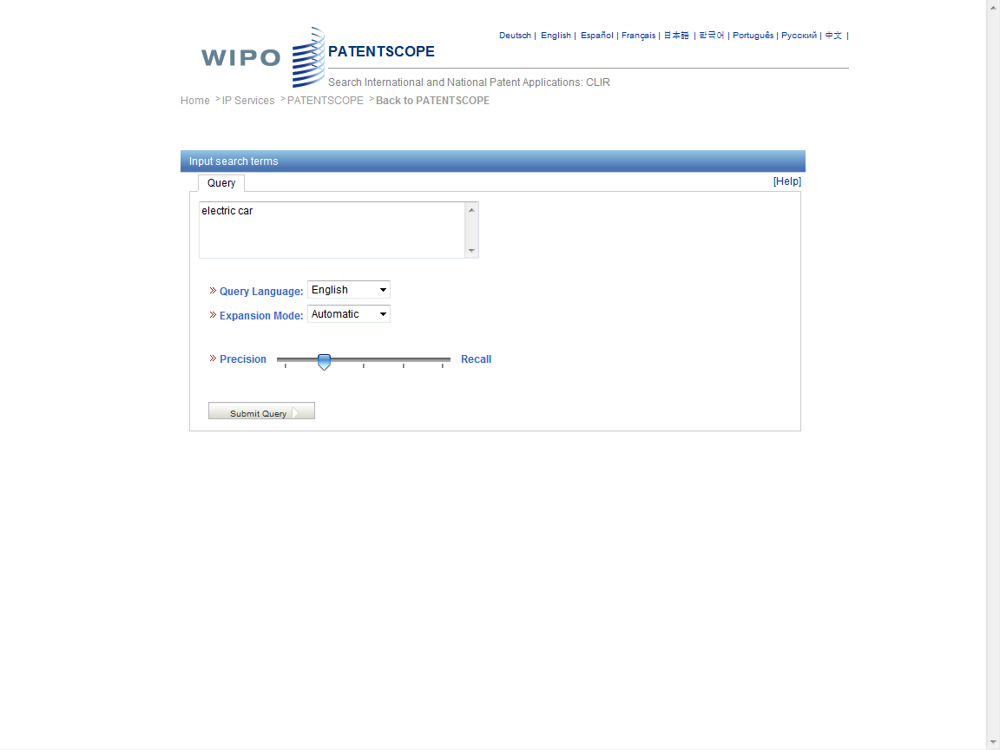 Deutsch | English | Español | Français | 日本語 | 한국어 | Português | Русский | 中文 |
WIPO
PATENTSCOPE
Search International and National Patent Applications: CLIR
Home > IP Services > PATENTSCOPE > Back to PATENTSCOPE
Input search terms
Query
[Help]
electric car
» Query Language: English
» Expansion Mode: Automatic
» Precision Recall
Submit Query